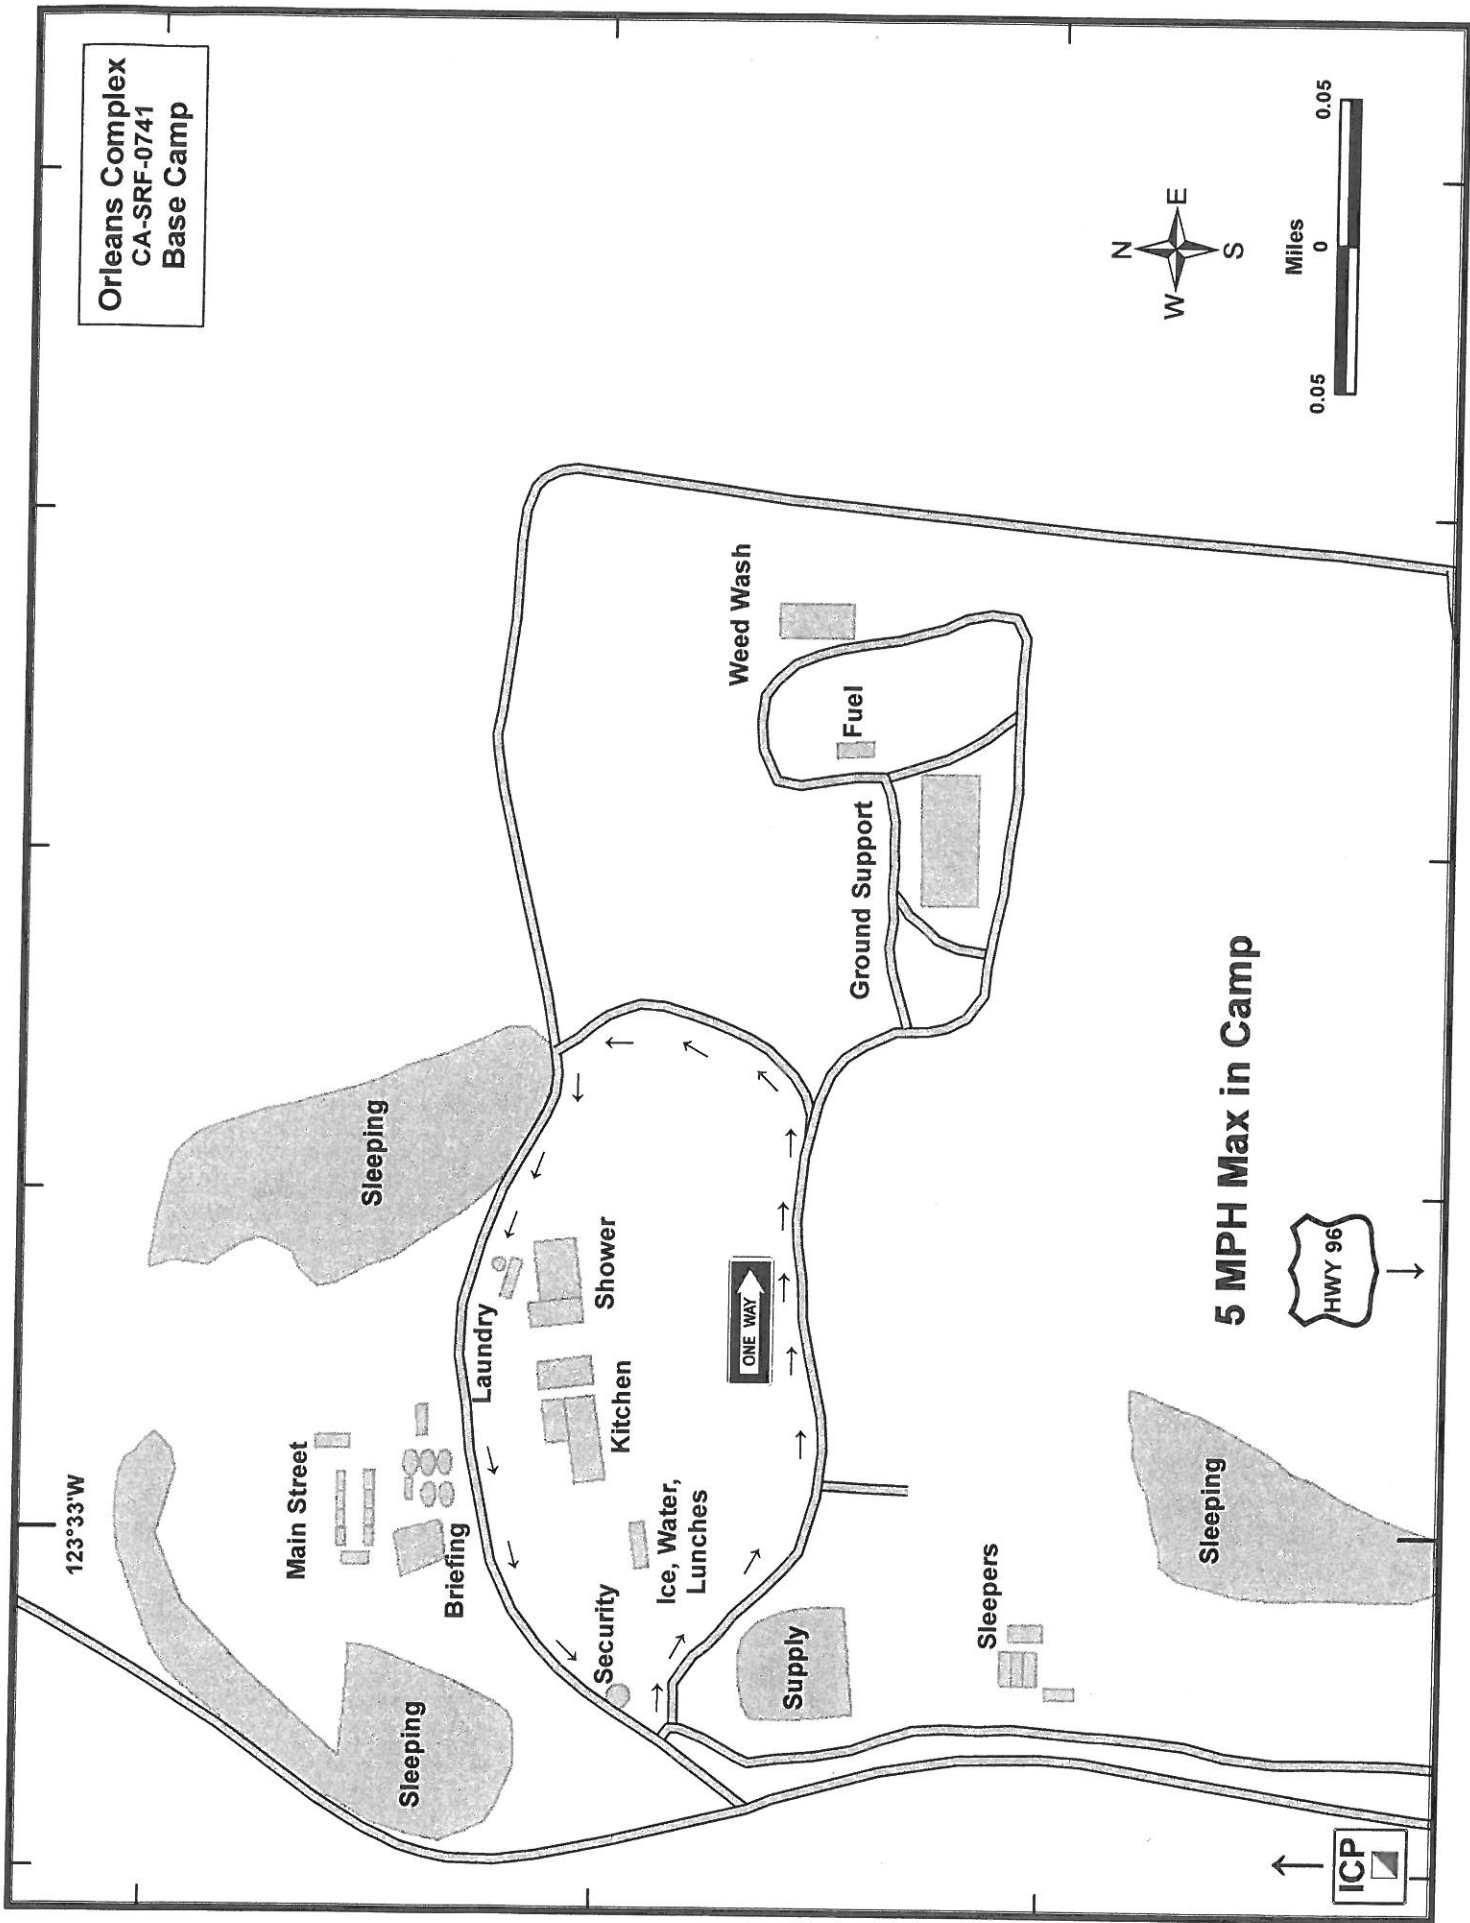 Orleans Complex
CA-SRF-0741
Base Camp
123°33'W
Main Street
Briefing
Sleeping
Sleeping
Laundry
Shower
Kitchen
Security
Ice, Water,
Lunches
ONE WAY
Supply
Sleepers
Sleeping
Weed Wash
Fuel
Ground Support
5 MPH Max in Camp
HWY 96
ICP
N
W
E
S
Miles
0.05
0
0.05